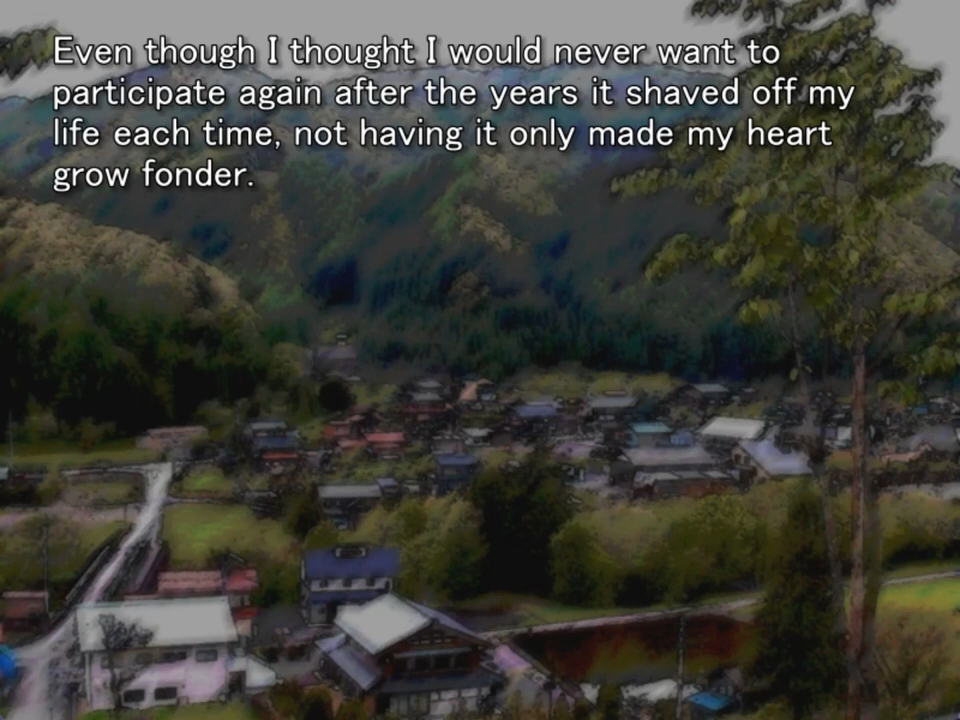 Even though I thought I would never want to
participate again after the years it shaved off my
life each time, not having it only made my heart
grow fonder.